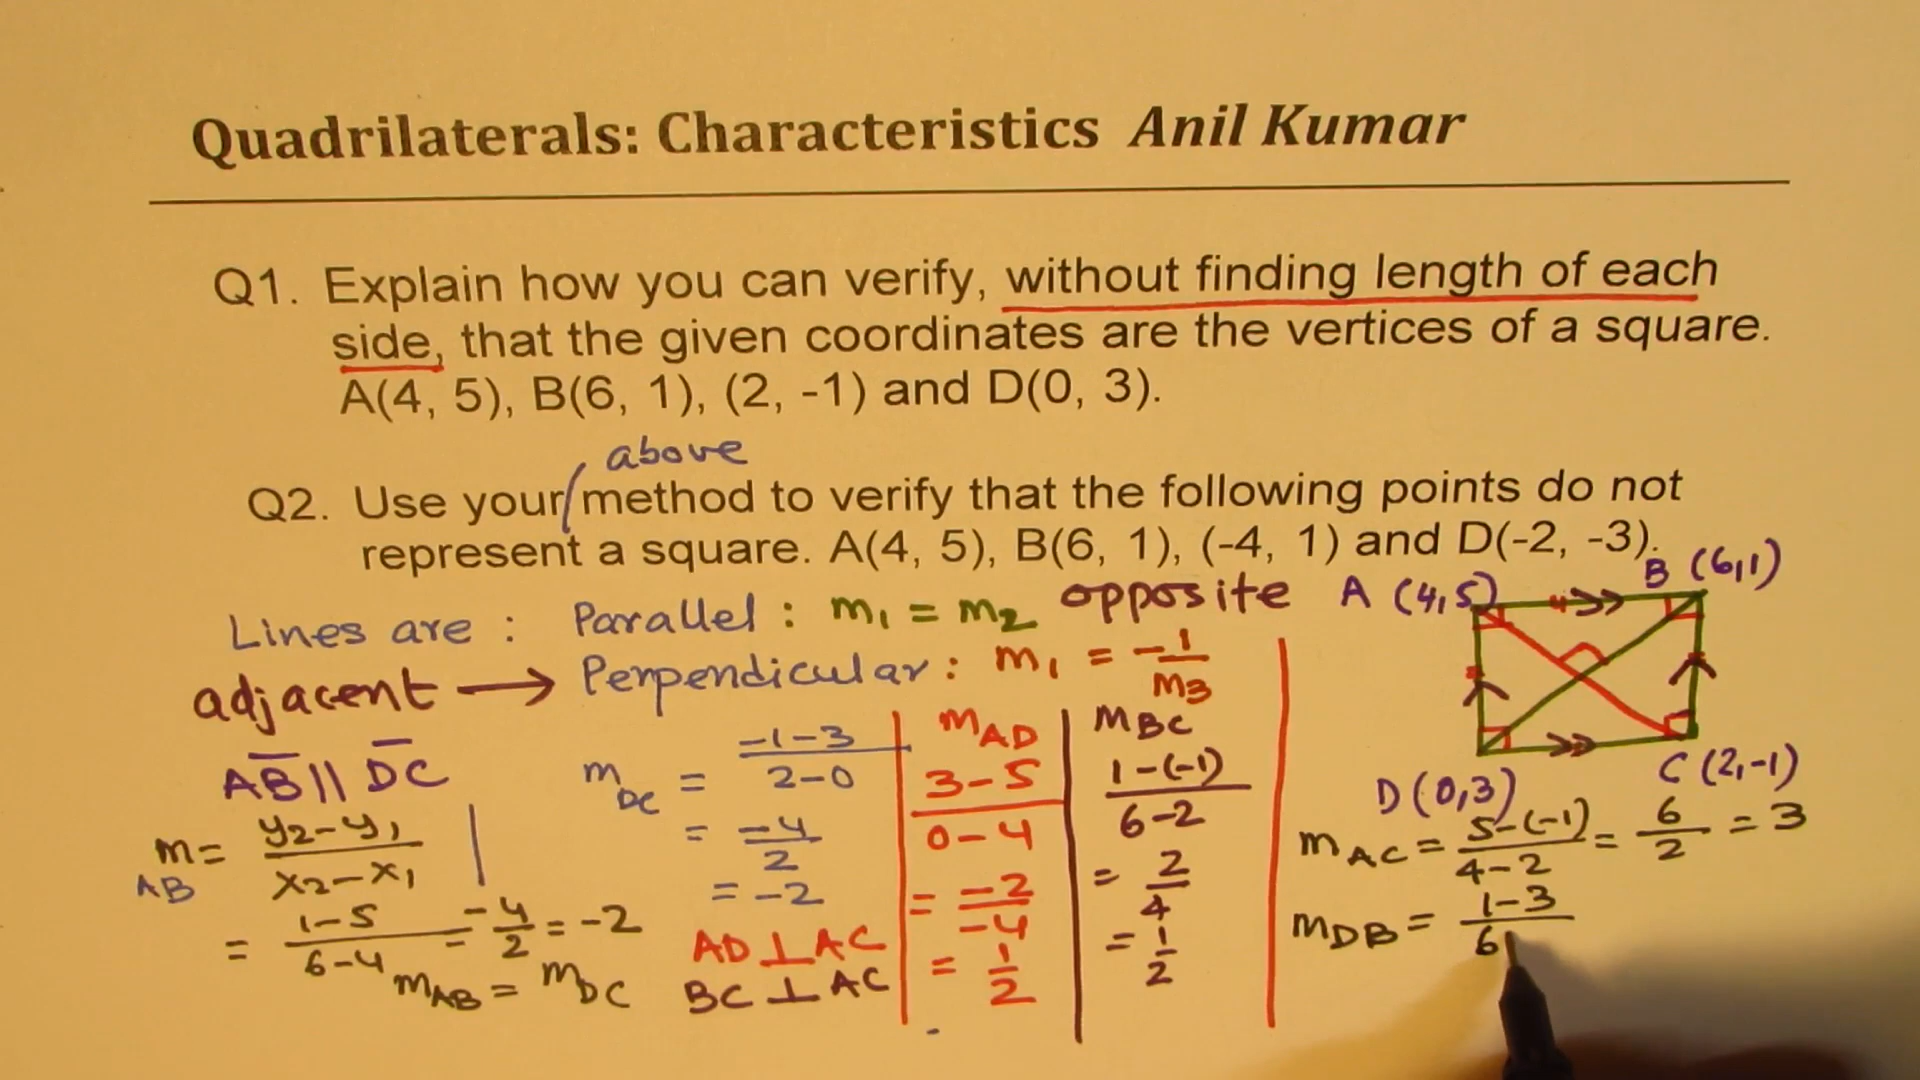 Quadrilaterals: Characteristics Anil Kumar
Q1. Explain how you can verify, without finding length of each
side, that the given coordinates are the vertices of a square.
A(4, 5), B(6, 1), (2, -1) and D(0, 3).
above
Q2. Use your method to verify that the following points do not
represent a square. A(4, 5), B(6, 1), (-4, 1) and D(-2, -3).
Lines are : Parallel : m₁ = m₂ opposite
adjacent → Perpendicular : m₁ = -1/m₃
A (4,5)
B (6,1)
D (0,3)
C (2,-1)
AB || DC
m AB = y₂-y₁ / x₂-x₁
= 1-5 / 6-4 = -4/2 = -2
mAB = mDC
mDC = -1-3 / 2-0
= -4/2
= -2
AD ⊥ AC
BC ⊥ AC
mAD
3-5 / 0-4
= -2/-4
= 1/2
mBC
1-(-1) / 6-2
= 2/4
= 1/2
mAC = 5-(-1) / 4-2 = 6/2 = 3
mDB = 1-3 / 6